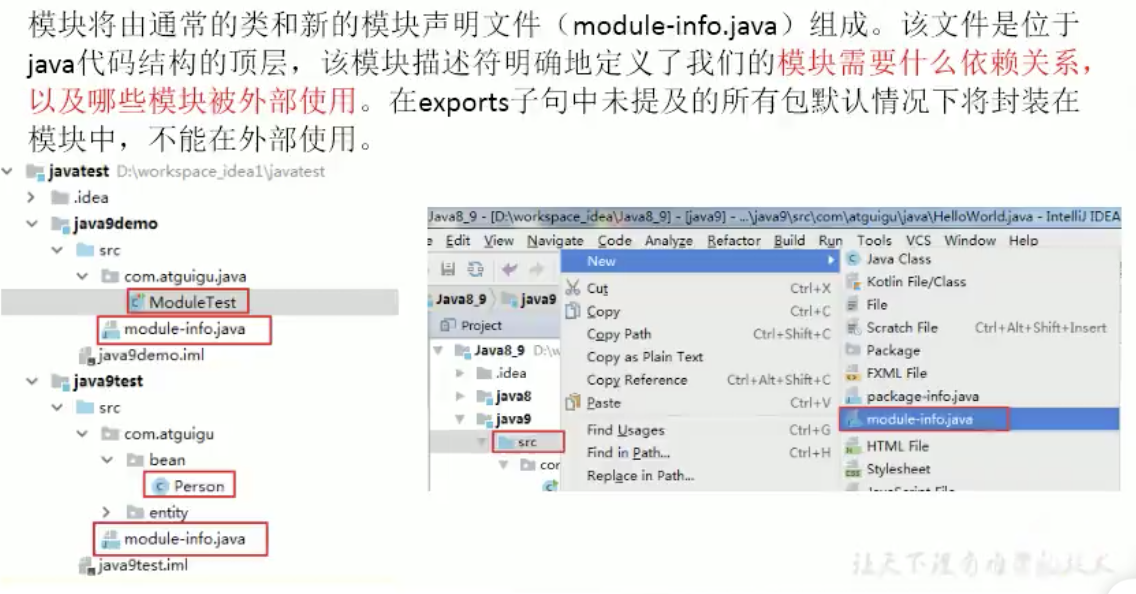 模块将由通常的类和新的模块声明文件（module-info.java）组成。该文件是位于
java代码结构的顶层，该模块描述符明确地定义了我们的模块需要什么依赖关系，
以及哪些模块被外部使用。在exports子句中未提及的所有包默认情况下将封装在
模块中，不能在外部使用。
javatest D:\workspace_idea1\javatest
.idea
java9demo
src
com.atguigu.java
ModuleTest
module-info.java
java9demo.iml
java9test
src
com.atguigu
bean
Person
entity
module-info.java
java9test.iml
Java8_9 - [D:\workspace_idea\Java8_9] - [java9] - ...\java9\src\com\atguigu\java\HelloWorld.java - IntelliJ IDEA
e Edit View Navigate Code Analyze Refactor Build Run Tools VCS Window Help
Java8_9 java9
Project
Java8_9 D:\w
.idea
java8
java9
src
cor
New
Cut Ctrl+X
Copy Ctrl+C
Copy Path Ctrl+Shift+C
Copy as Plain Text
Copy Reference Ctrl+Alt+Shift+C
Paste Ctrl+V
Find Usages Ctrl+G
Find in Path... Ctrl+H
Replace in Path...
Java Class
Kotlin File/Class
File
Scratch File Ctrl+Alt+Shift+Insert
Package
FXML File
package-info.java
module-info.java
HTML File
Stylesheet
JavaScript File
让天下没有难学的技术